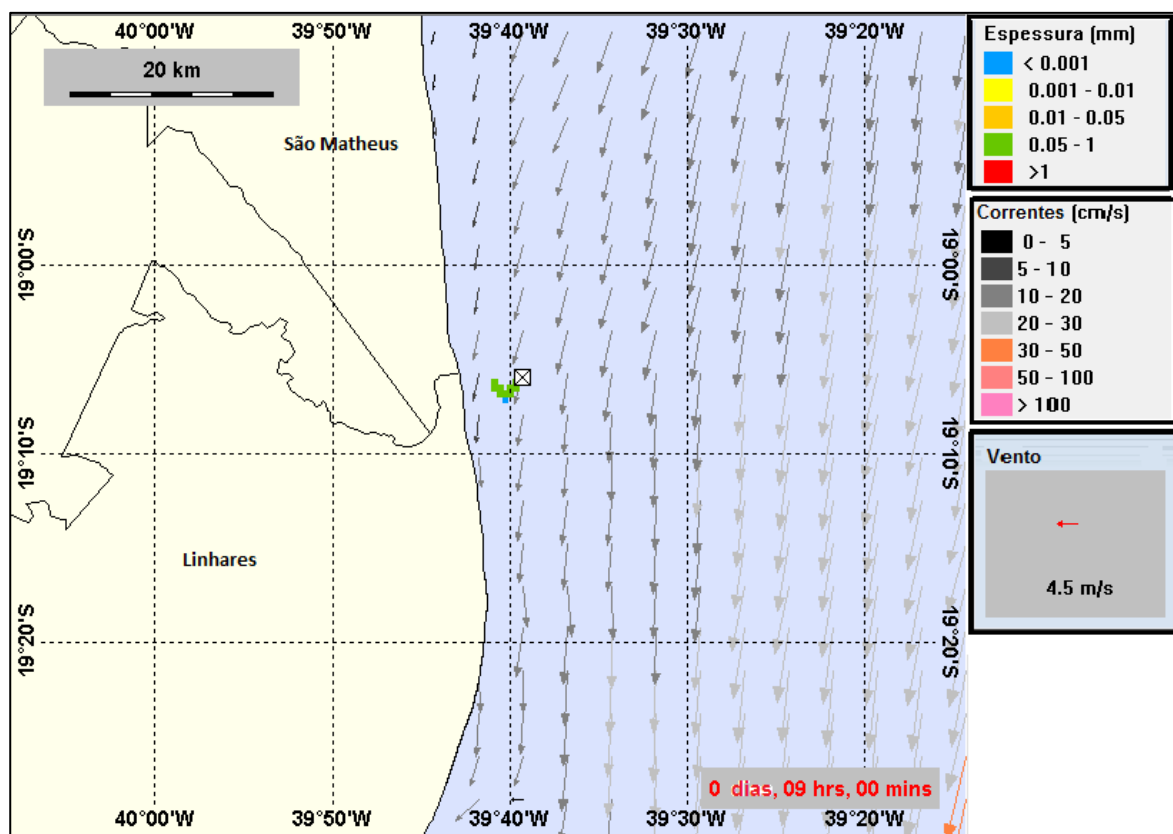 40°00'W 39°50'W 39°40'W 39°30'W 39°20'W
20 km
São Matheus
19°00'S 19°00'S
19°10'S 19°10'S
Linhares
19°20'S 19°20'S
0 dias, 09 hrs, 00 mins
40°00'W 39°50'W 39°40'W 39°30'W 39°20'W
Espessura (mm)
< 0.001
0.001 - 0.01
0.01 - 0.05
0.05 - 1
>1
Correntes (cm/s)
0 - 5
5 - 10
10 - 20
20 - 30
30 - 50
50 - 100
> 100
Vento
4.5 m/s